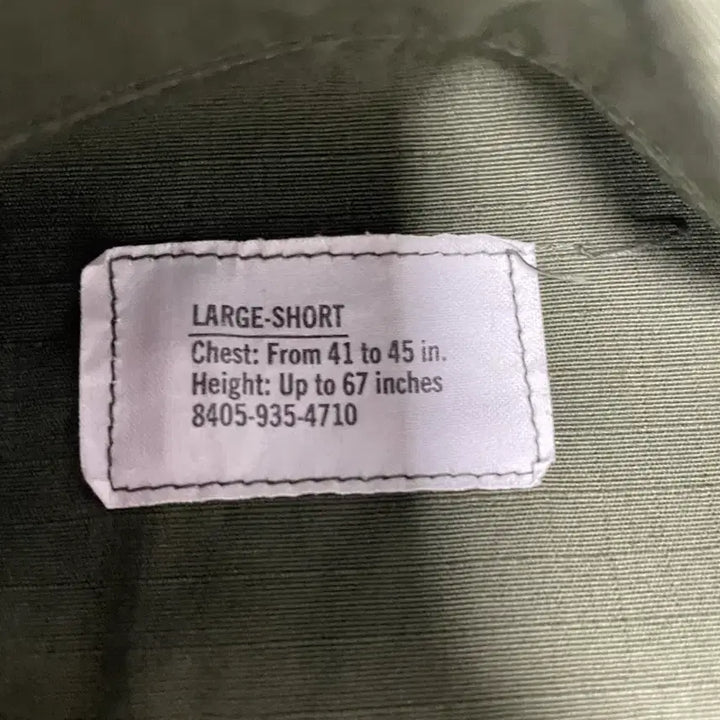 LARGE-SHORT
Chest: From 41 to 45 in.
Height: Up to 67 inches
8405-935-4710